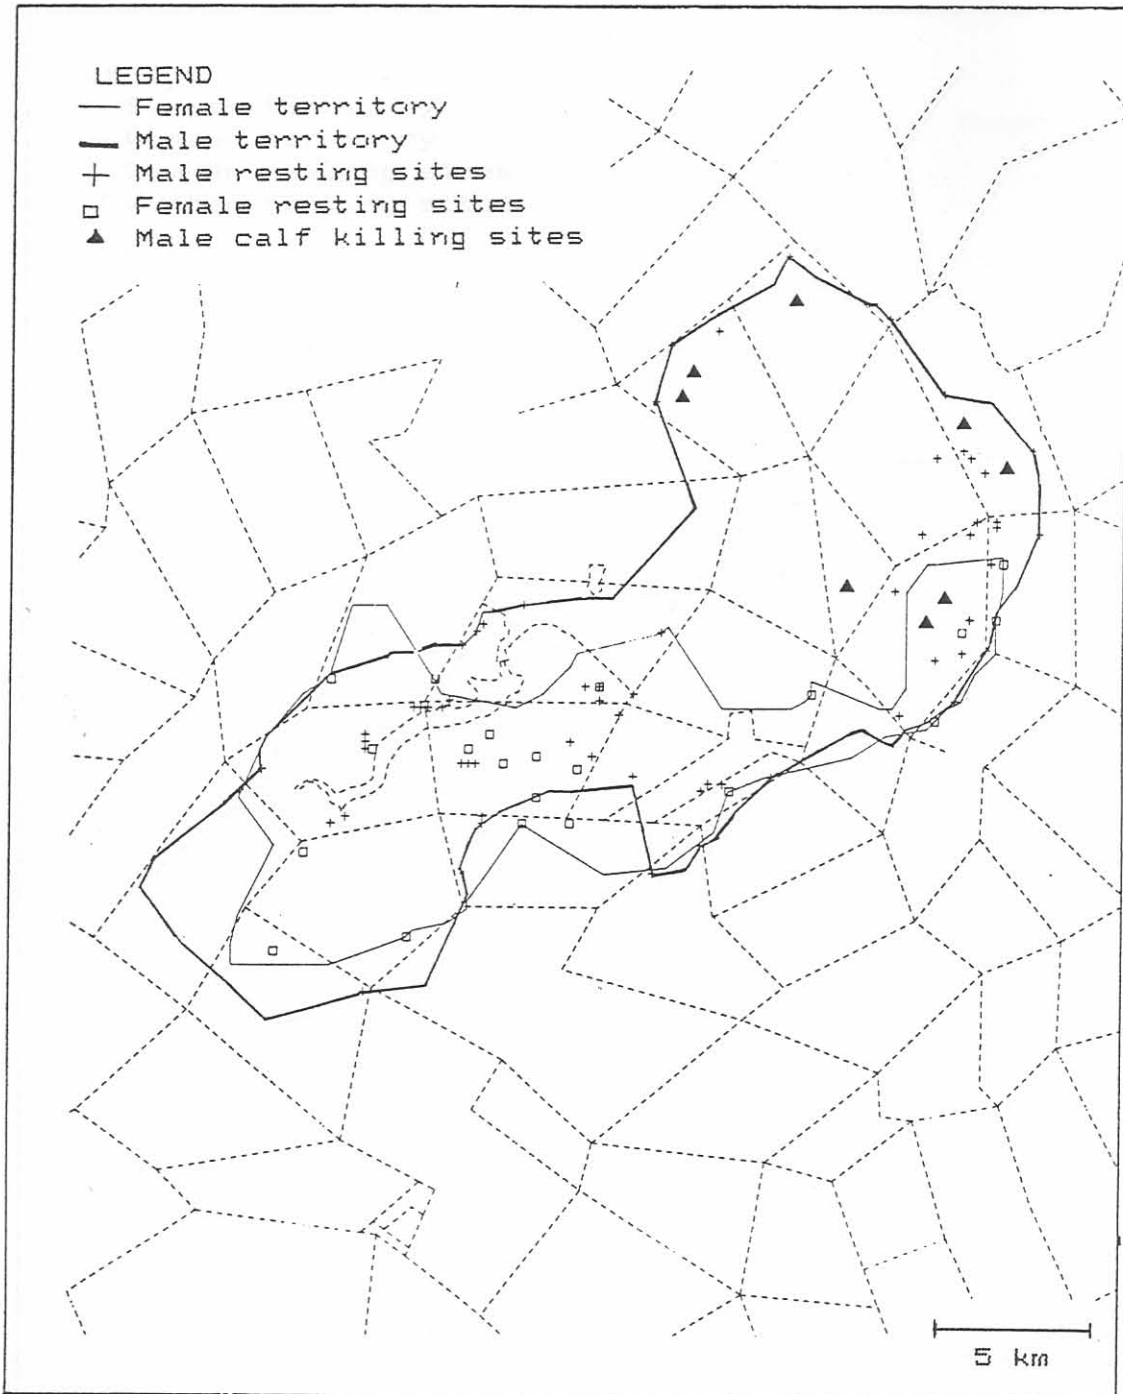 LEGEND
Female territory
Male territory
Male resting sites
Female resting sites
Male calf killing sites
5 km